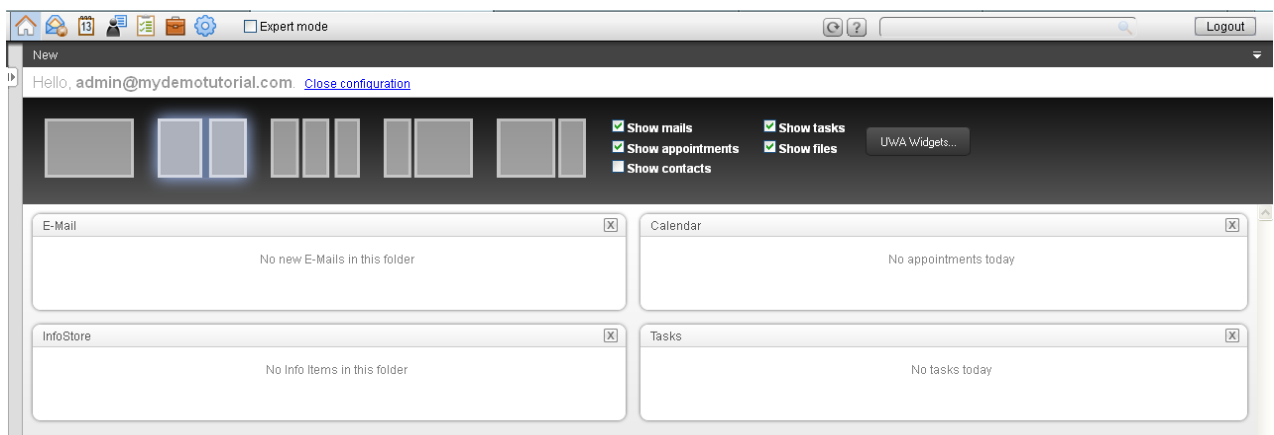 13 Expert mode ? Logout
New
Hello, admin@mydemotutorial.com. Close configuration
Show mails Show tasks
Show appointments Show files UWA Widgets...
Show contacts
E-Mail X Calendar X
No new E-Mails in this folder No appointments today
InfoStore X Tasks X
No Info Items in this folder No tasks today